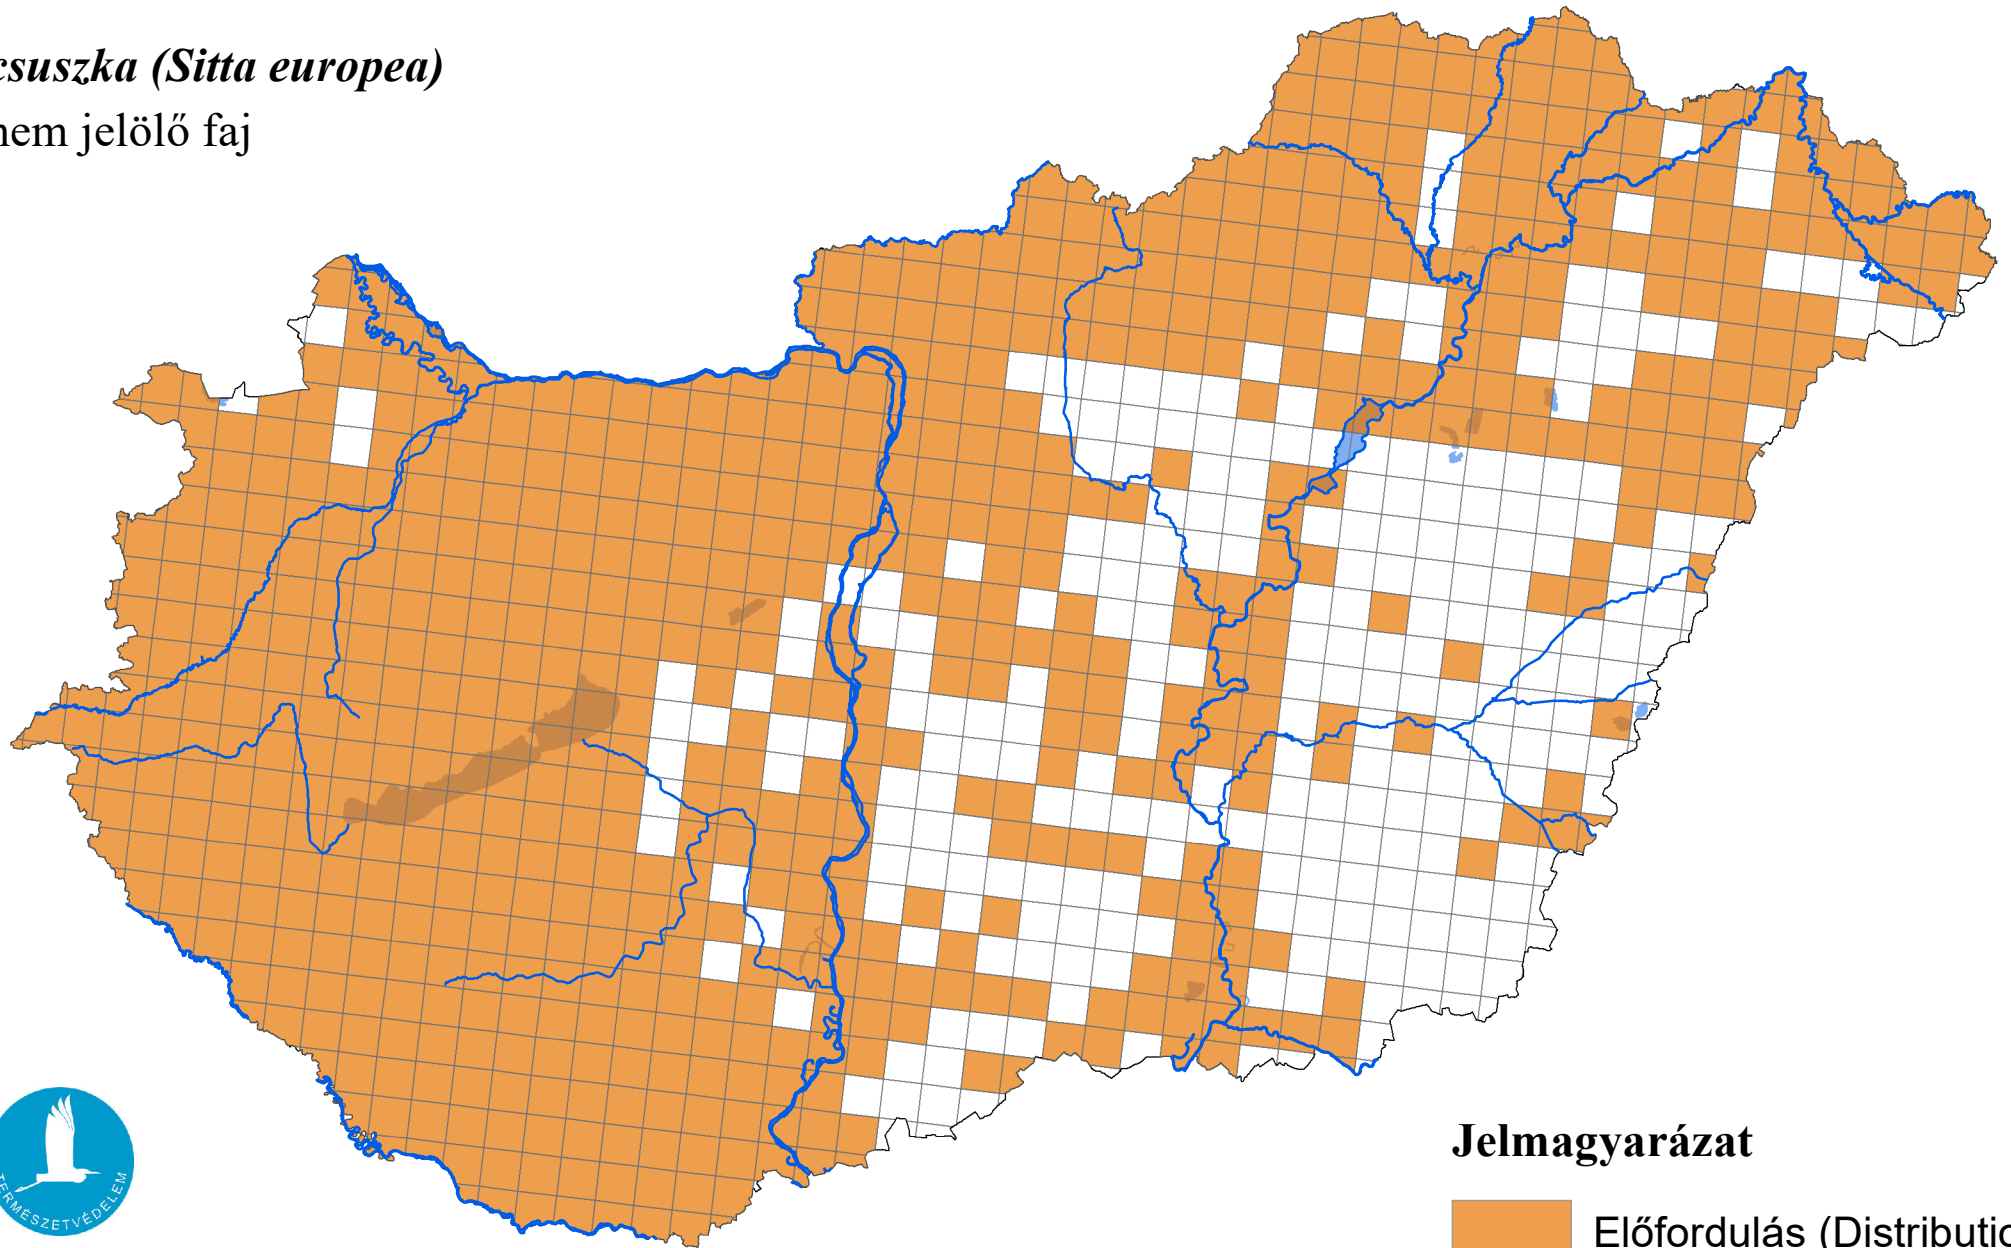 csuszka (Sitta europea)
nem jelölő faj
TERMÉSZETVÉDELEM
Jelmagyarázat
Előfordulás (Distributio